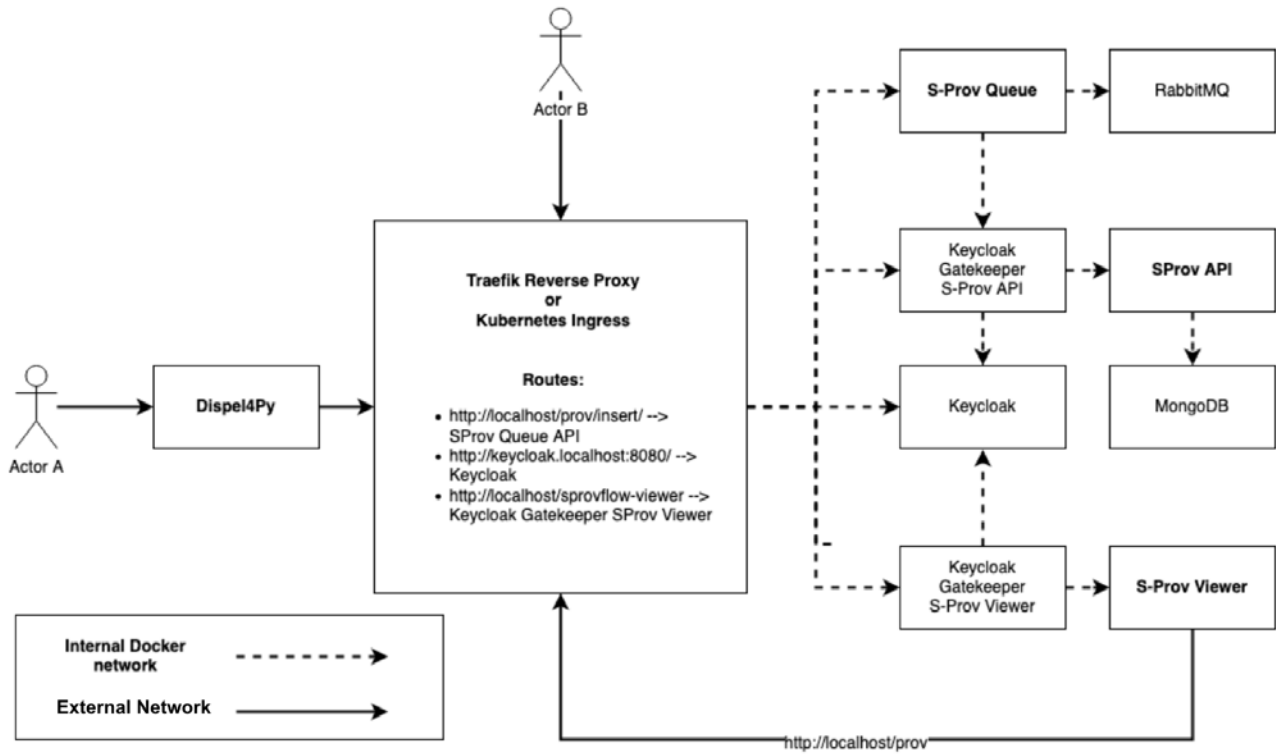 Actor B
S-Prov Queue
RabbitMQ
Traefik Reverse Proxy
or
Kubernetes Ingress
Keycloak
Gatekeeper
S-Prov API
SProv API
Actor A
Dispel4Py
Routes:
• http://localhost/prov/insert/ -->
SProv Queue API
• http://keycloak.localhost:8080/ -->
Keycloak
• http://localhost/sprovflow-viewer -->
Keycloak Gatekeeper SProv Viewer
Keycloak
MongoDB
Keycloak
Gatekeeper
S-Prov Viewer
S-Prov Viewer
Internal Docker
network
External Network
http://localhost/prov